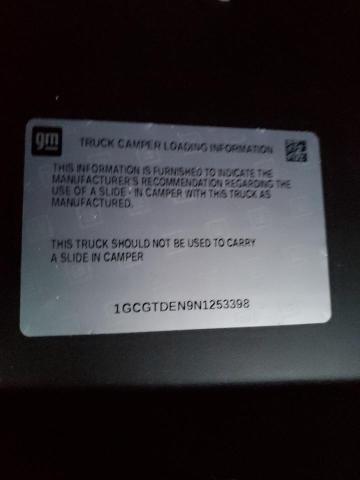 gm
TRUCK CAMPER LOADING INFORMATION
THIS INFORMATION IS FURNISHED TO INDICATE THE
MANUFACTURER'S RECOMMENDATION REGARDING THE
USE OF A SLIDE - IN CAMPER WITH THIS TRUCK AS
MANUFACTURED.
THIS TRUCK SHOULD NOT BE USED TO CARRY
A SLIDE IN CAMPER
1GCGTDEN9N1253398